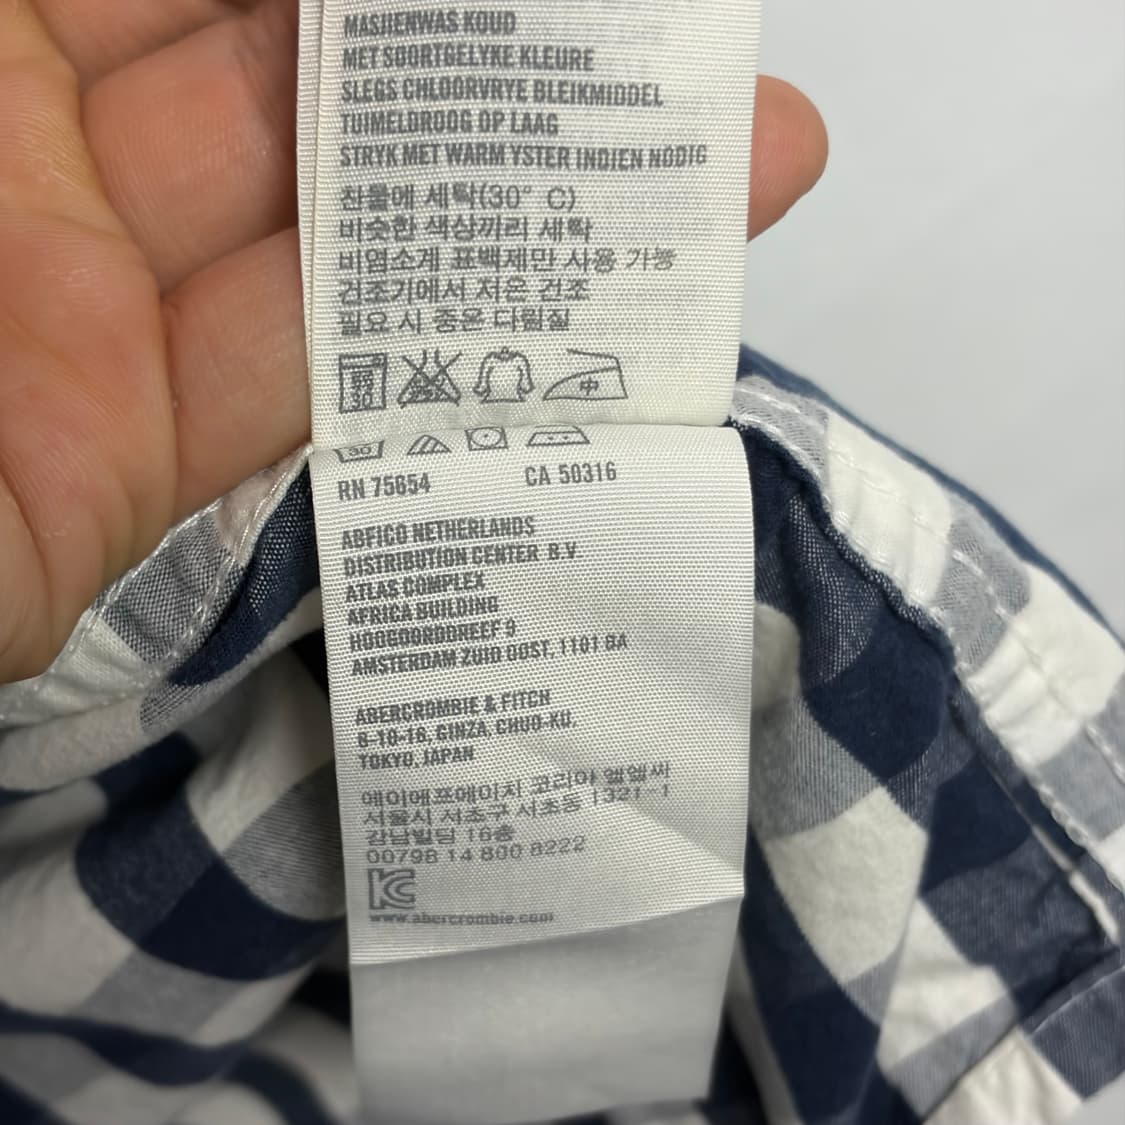 MASJIENWAS KOUD
MET SOORTGELYKE KLEURE
SLEGS CHLOORVRYE BLEIKMIDDEL
TUIMELDROOG OP LAAG
STRYK MET WARM YSTER INDIEN NODIG
찬물에 세탁(30° C)
비슷한 색상끼리 세탁
비염소계 표백제만 사용 가능
건조기에서 저온 건조
필요 시 중온 다림질
30
中
30
RN 75654 CA 50316
ABFICO NETHERLANDS
DISTRIBUTION CENTER B.V.
ATLAS COMPLEX
AFRICA BUILDING
HOOGOORDDREEF 9
AMSTERDAM ZUID OOST, 1101 BA
ABERCROMBIE & FITCH
6-10-16, GINZA, CHUO-KU,
TOKYO, JAPAN
에이에프에이치 코리아 엘엘씨
서울시 서초구 서초동 1321-1
강남빌딩 16층
00798 14 800 8222
KC
www.abercrombie.com